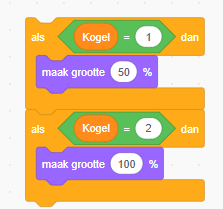 als Kogel = 1 dan
maak grootte 50 %
als Kogel = 2 dan
maak grootte 100 %